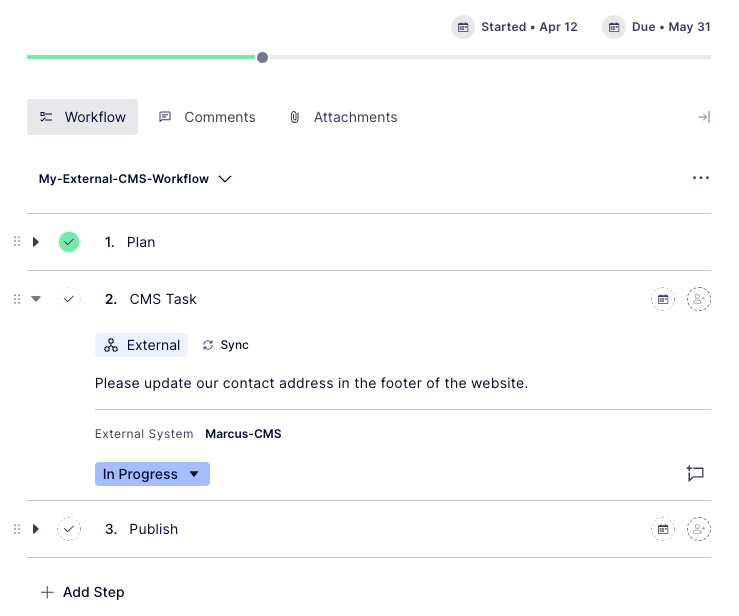 Started • Apr 12 Due • May 31
Workflow Comments Attachments
My-External-CMS-Workflow
1. Plan
2. CMS Task
External Sync
Please update our contact address in the footer of the website.
External System Marcus-CMS
In Progress
3. Publish
Add Step